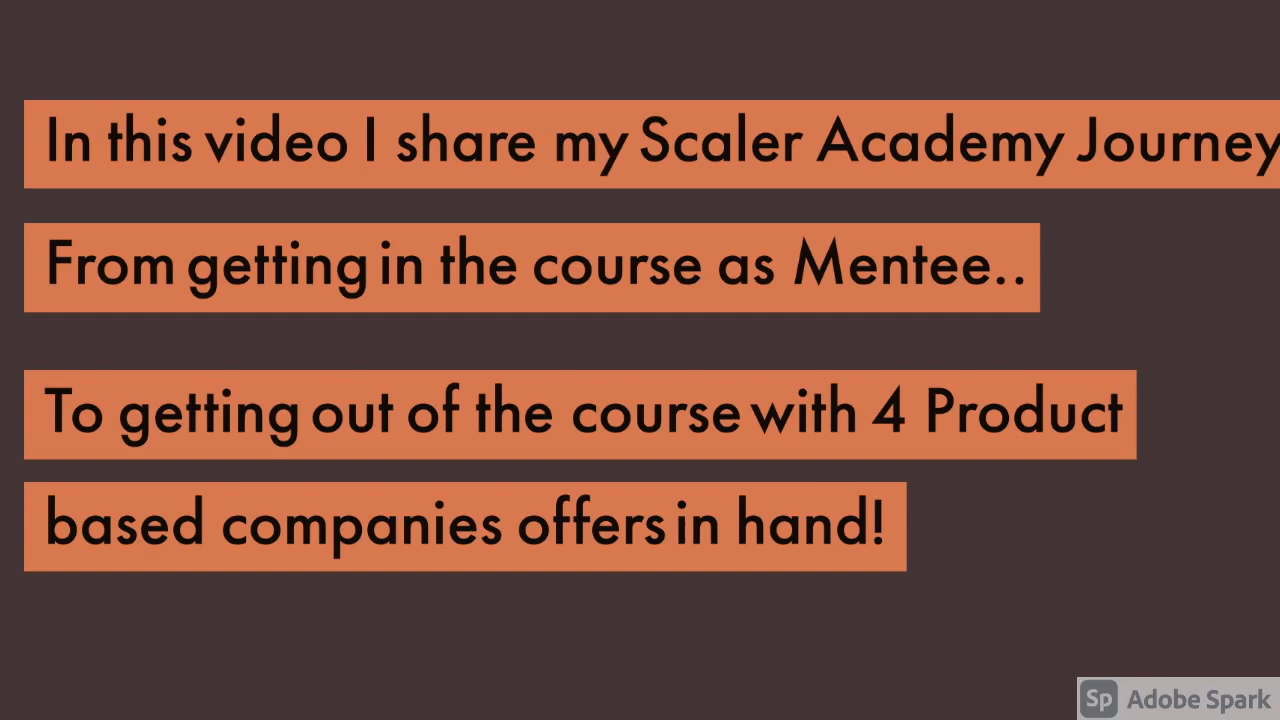 In this video I share my Scaler Academy Journey
From getting in the course as Mentee..
To getting out of the course with 4 Product
based companies offers in hand!
Sp Adobe Spark